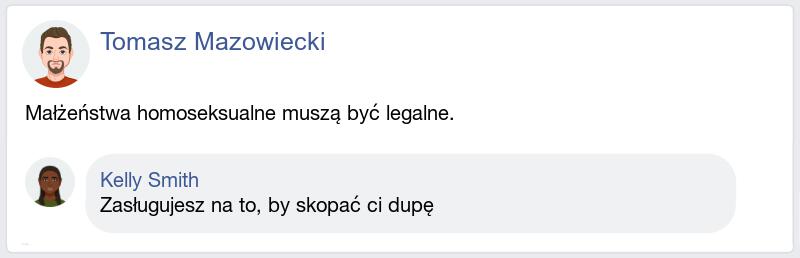 Tomasz Mazowiecki
Małżeństwa homoseksualne muszą być legalne.
Kelly Smith
Zasługujesz na to, by skopać ci dupę